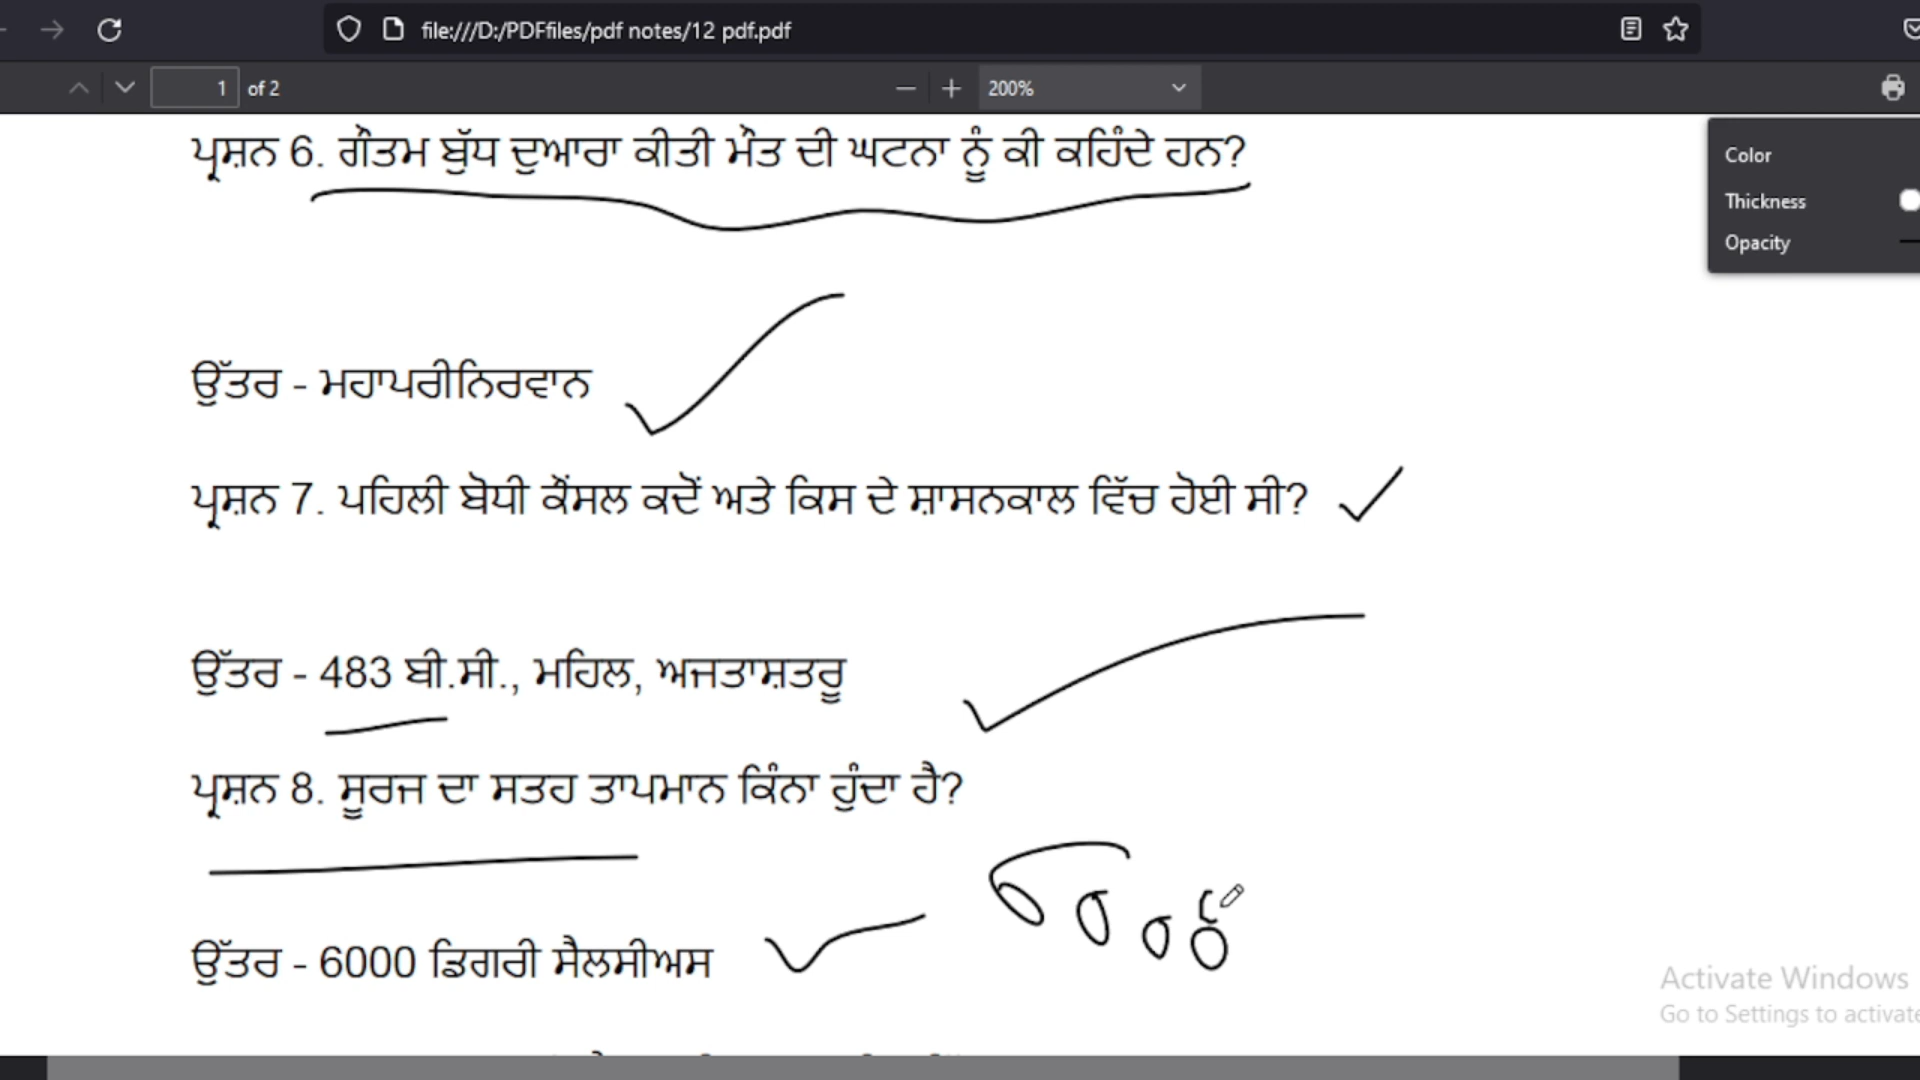 file:///D:/PDFfiles/pdf notes/12 pdf.pdf
1 of 2
200%
Color
Thickness
Opacity
ਪ੍ਰਸ਼ਨ 6. ਗੌਤਮ ਬੁੱਧ ਦੁਆਰਾ ਕੀਤੀ ਮੌਤ ਦੀ ਘਟਨਾ ਨੂੰ ਕੀ ਕਹਿੰਦੇ ਹਨ?
ਉੱਤਰ - ਮਹਾਪਰੀਨਿਰਵਾਨ
ਪ੍ਰਸ਼ਨ 7. ਪਹਿਲੀ ਬੋਧੀ ਕੌਂਸਲ ਕਦੋਂ ਅਤੇ ਕਿਸ ਦੇ ਸ਼ਾਸਨਕਾਲ ਵਿੱਚ ਹੋਈ ਸੀ?
ਉੱਤਰ - 483 ਬੀ.ਸੀ., ਮਹਿਲ, ਅਜਤਾਸ਼ਤਰੂ
ਪ੍ਰਸ਼ਨ 8. ਸੂਰਜ ਦਾ ਸਤਹ ਤਾਪਮਾਨ ਕਿੰਨਾ ਹੁੰਦਾ ਹੈ?
ਉੱਤਰ - 6000 ਡਿਗਰੀ ਸੈਲਸੀਅਸ
Activate Windows
Go to Settings to activate